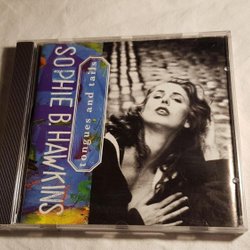 SOPHIE B. HAWKINS
tongues and tails